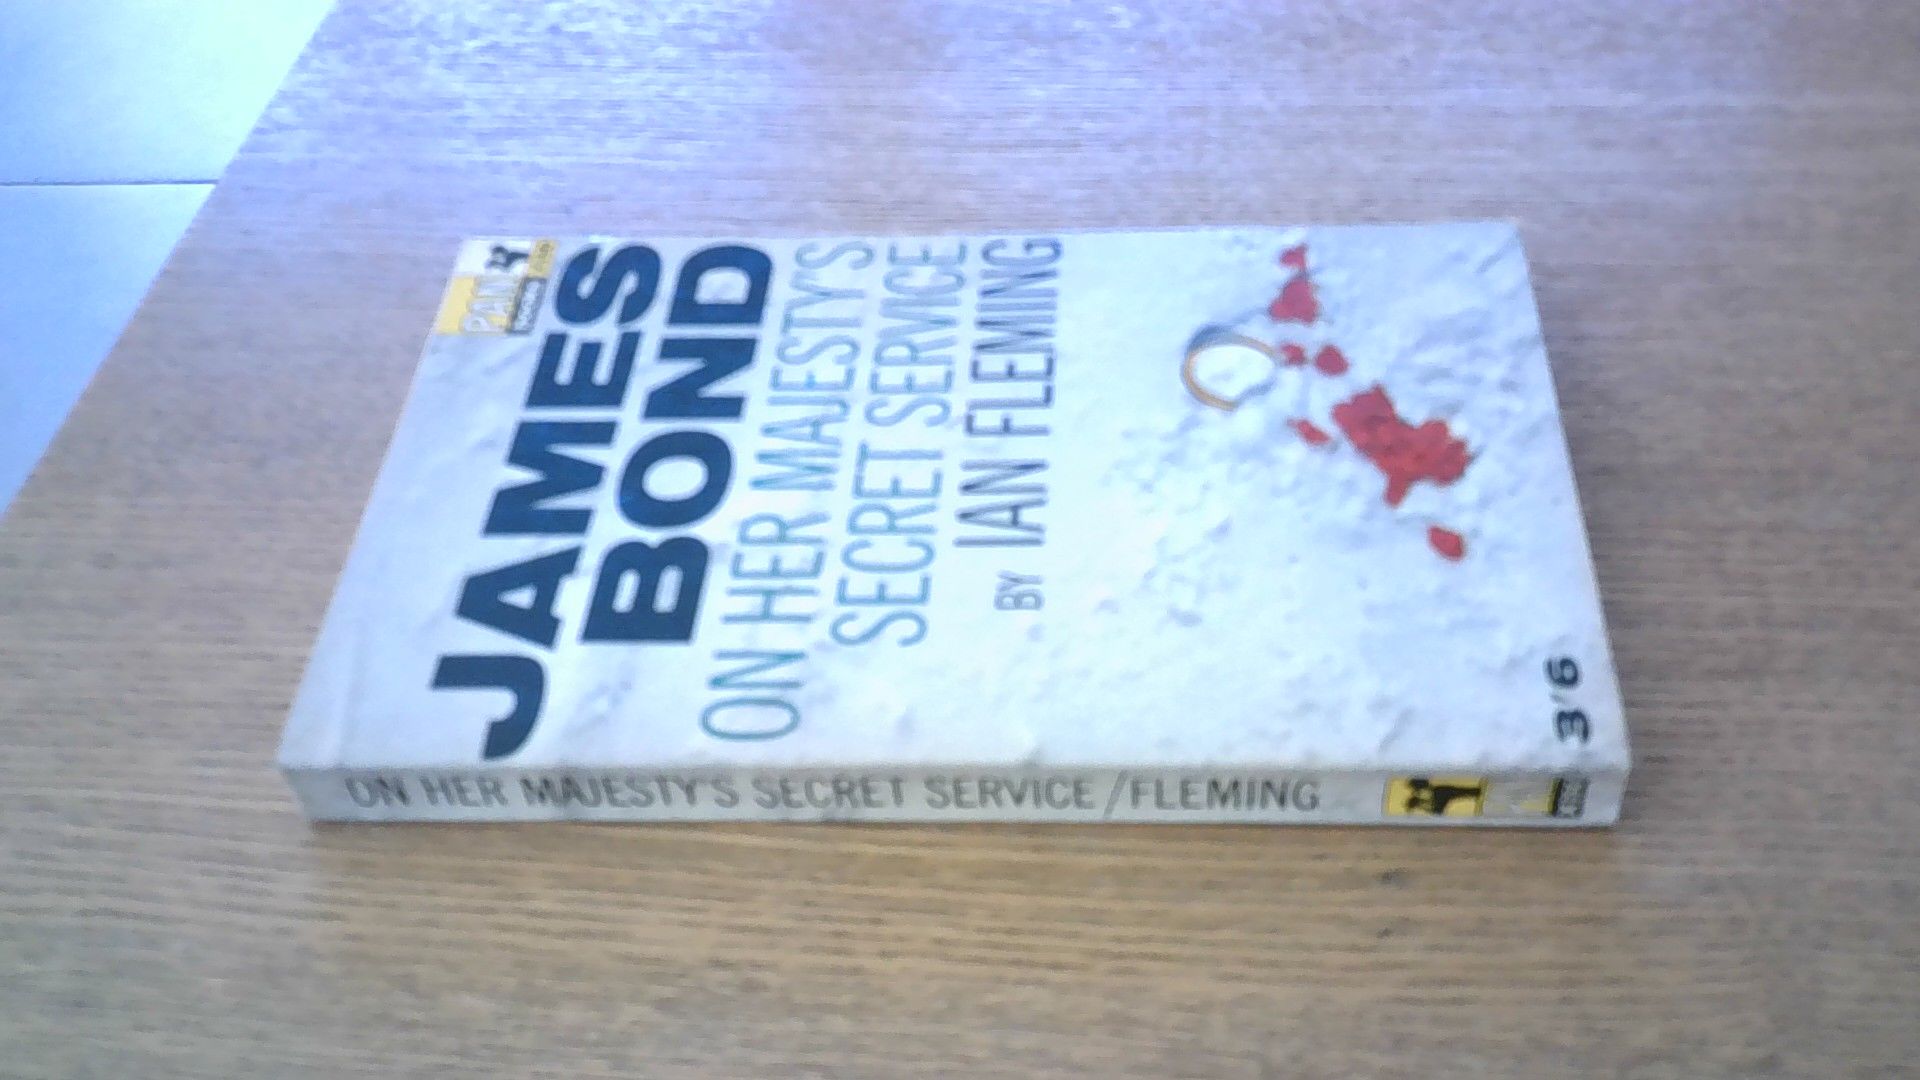 PAN
BOOKS
JAMES
BOND
ON HER MAJESTY'S
SECRET SERVICE
BY IAN FLEMING
3'6
ON HER MAJESTY'S SECRET SERVICE/FLEMING